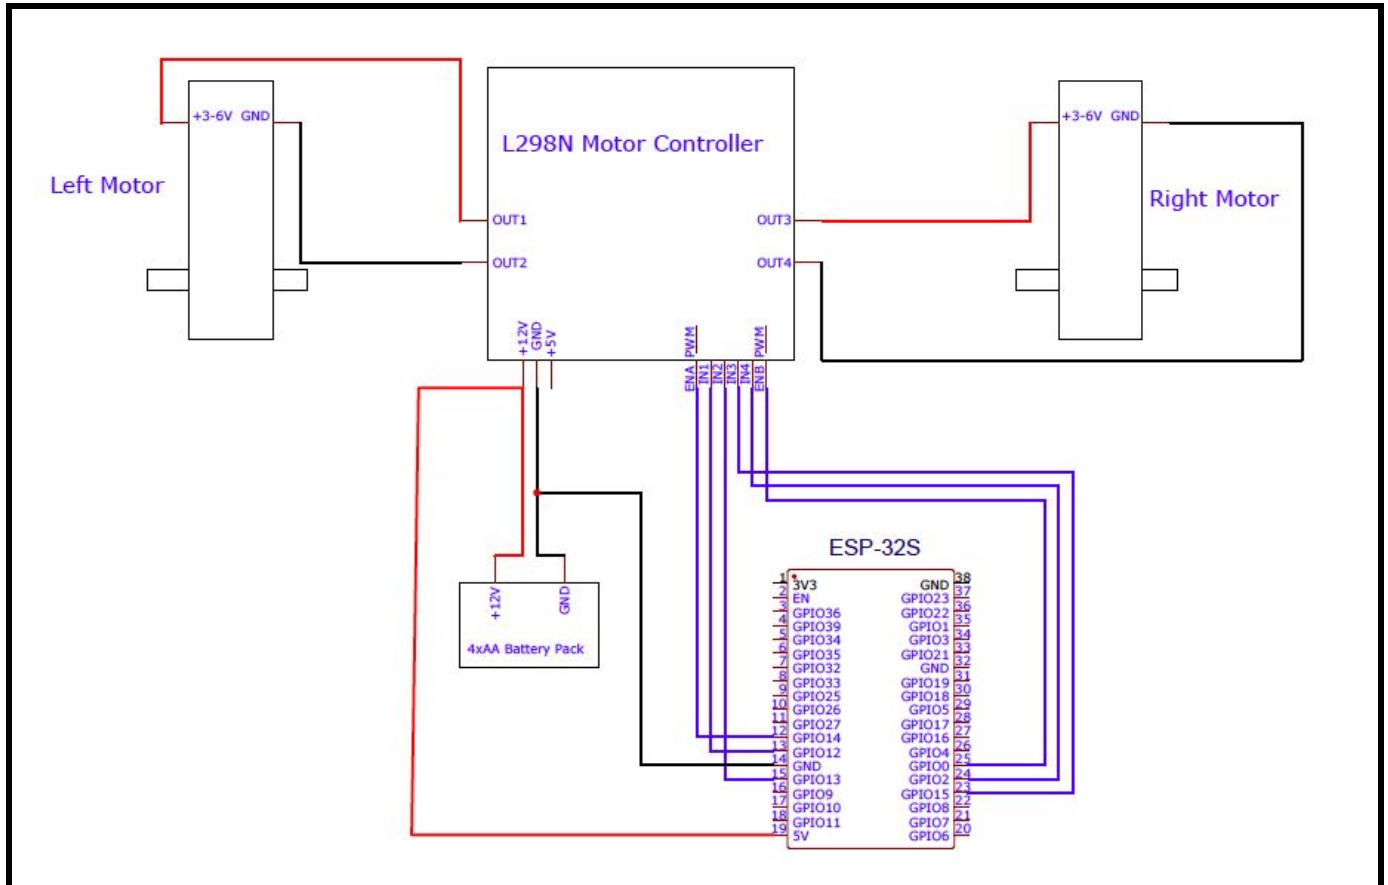 +3-6V GND
Left Motor
L298N Motor Controller
OUT1
OUT2
OUT3
OUT4
+12V
GND
+5V
PWM
PWM
ENA
IN1
IN2
IN3
IN4
ENB
+3-6V GND
Right Motor
+12V
GND
4xAA Battery Pack
ESP-32S
1 3V3
2 EN
3 GPIO36
4 GPIO39
5 GPIO34
6 GPIO35
7 GPIO32
8 GPIO33
9 GPIO25
10 GPIO26
11 GPIO27
12 GPIO14
13 GPIO12
14 GND
15 GPIO13
16 GPIO9
17 GPIO10
18 GPIO11
19 5V
GND 38
GPIO23 37
GPIO22 36
GPIO1 35
GPIO3 34
GPIO21 33
GND 32
GPIO19 31
GPIO18 30
GPIO5 29
GPIO17 28
GPIO16 27
GPIO4 26
GPIO0 25
GPIO2 24
GPIO15 23
GPIO8 22
GPIO7 21
GPIO6 20